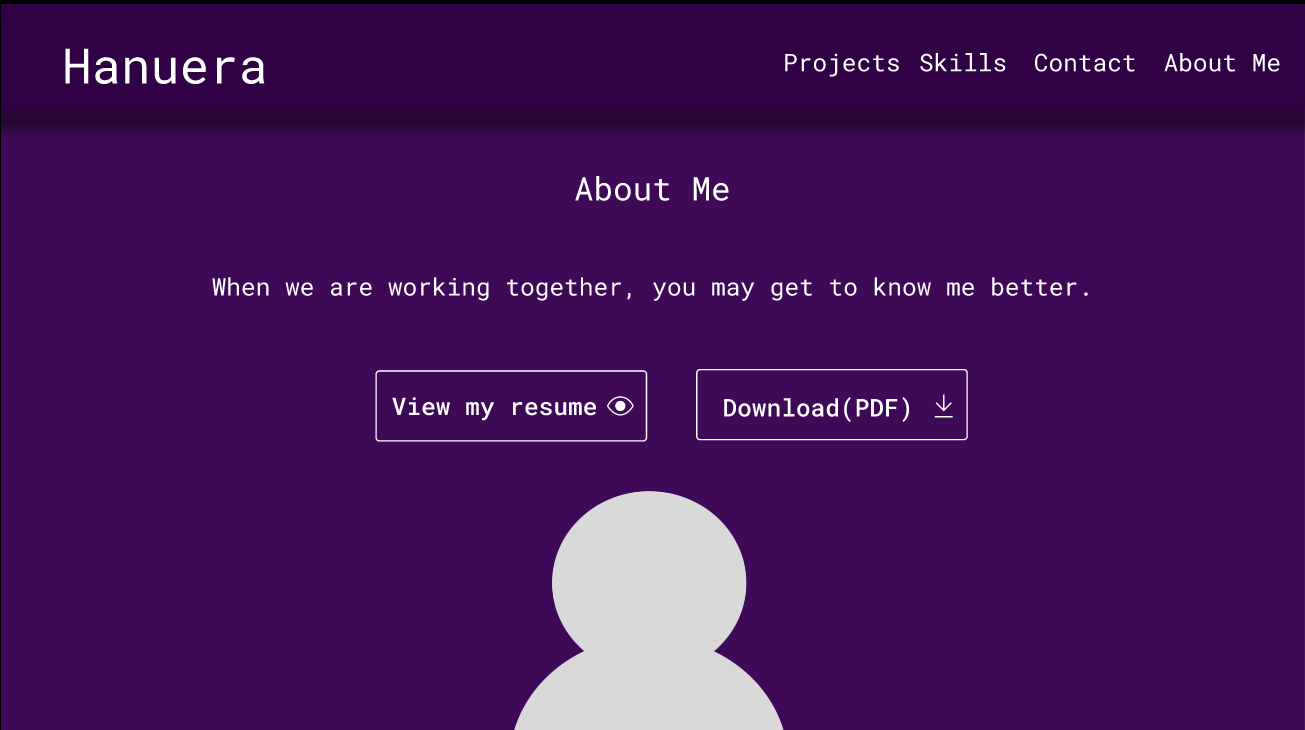 Hanuera
Projects Skills Contact About Me
About Me
When we are working together, you may get to know me better.
View my resume
Download(PDF)